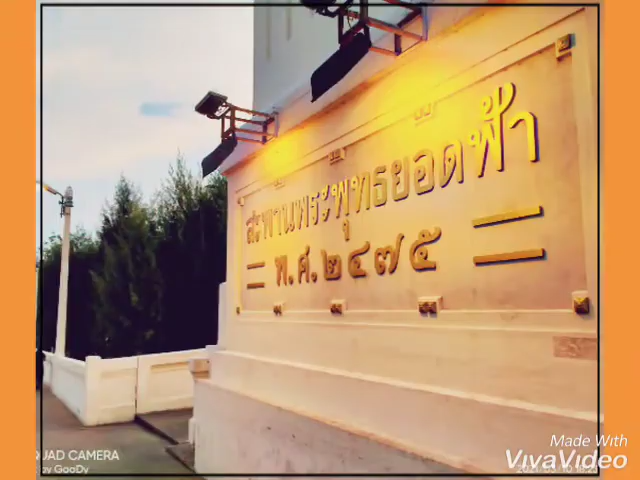 สะพานพระพุทธยอดฟ้า
= พ.ศ.๒๔๗๕ =
QUAD CAMERA
by GooDy
Made With
VivaVideo